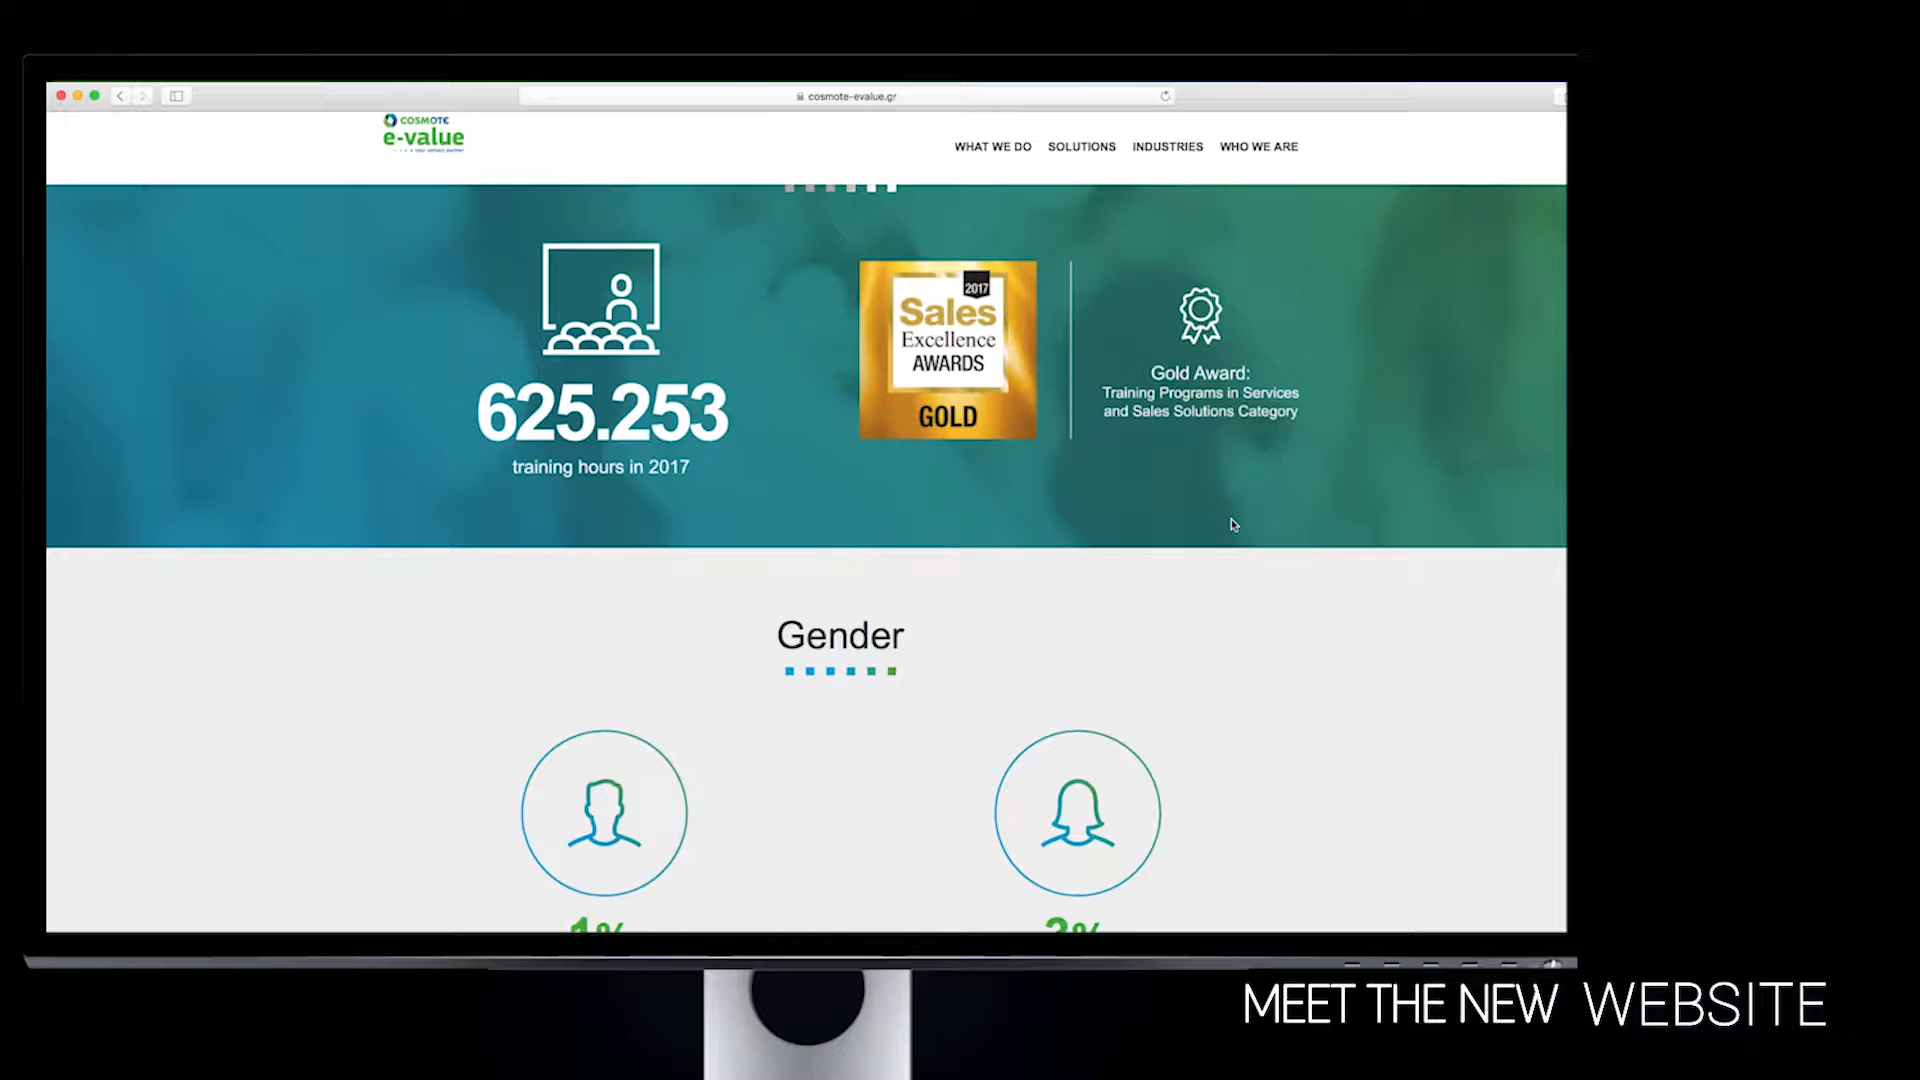 cosmote-evalue.gr
COSMOTE
e-value
WHAT WE DO SOLUTIONS INDUSTRIES WHO WE ARE
625.253
training hours in 2017
2017
Sales
Excellence
AWARDS
GOLD
Gold Award:
Training Programs in Services
and Sales Solutions Category
Gender
1%
3%
MEET THE NEW WEBSITE